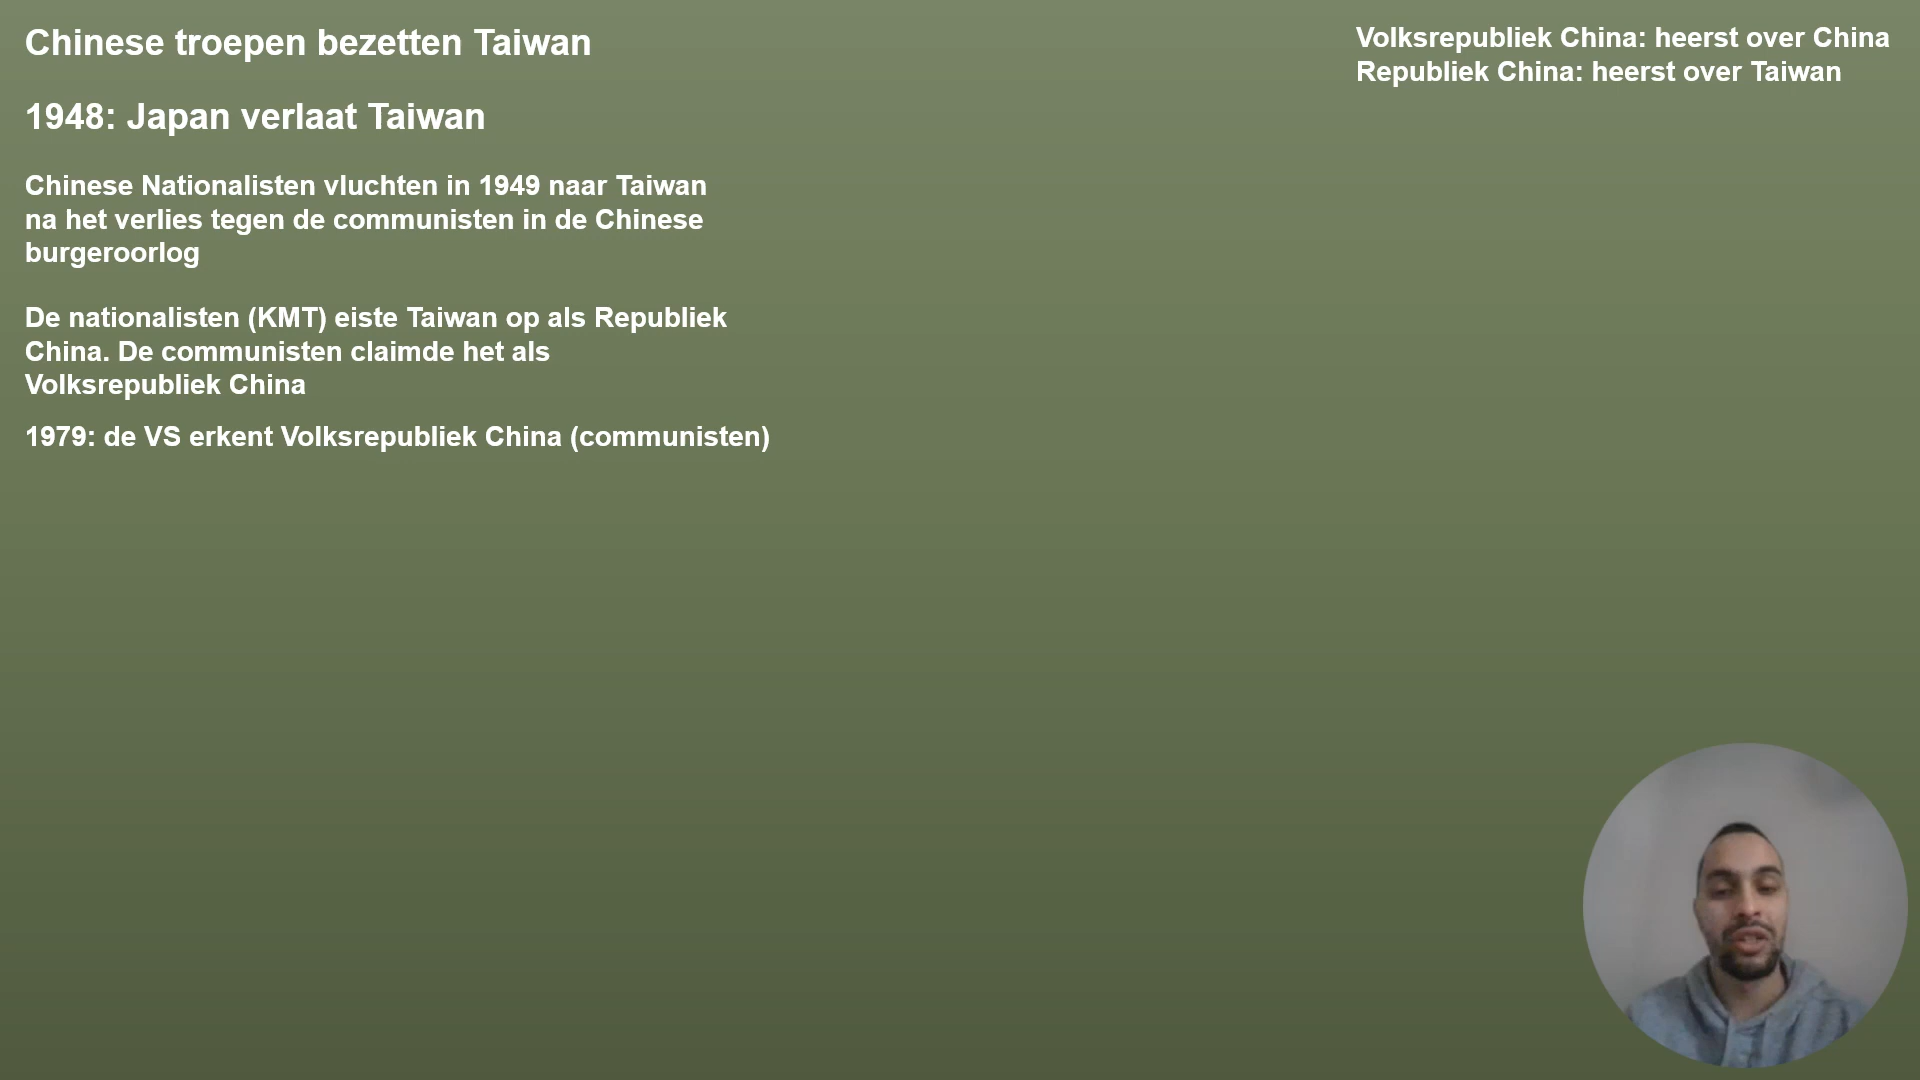 Chinese troepen bezetten Taiwan
1948: Japan verlaat Taiwan
Chinese Nationalisten vluchten in 1949 naar Taiwan
na het verlies tegen de communisten in de Chinese
burgeroorlog
De nationalisten (KMT) eiste Taiwan op als Republiek
China. De communisten claimde het als
Volksrepubliek China
1979: de VS erkent Volksrepubliek China (communisten)
Volksrepubliek China: heerst over China
Republiek China: heerst over Taiwan